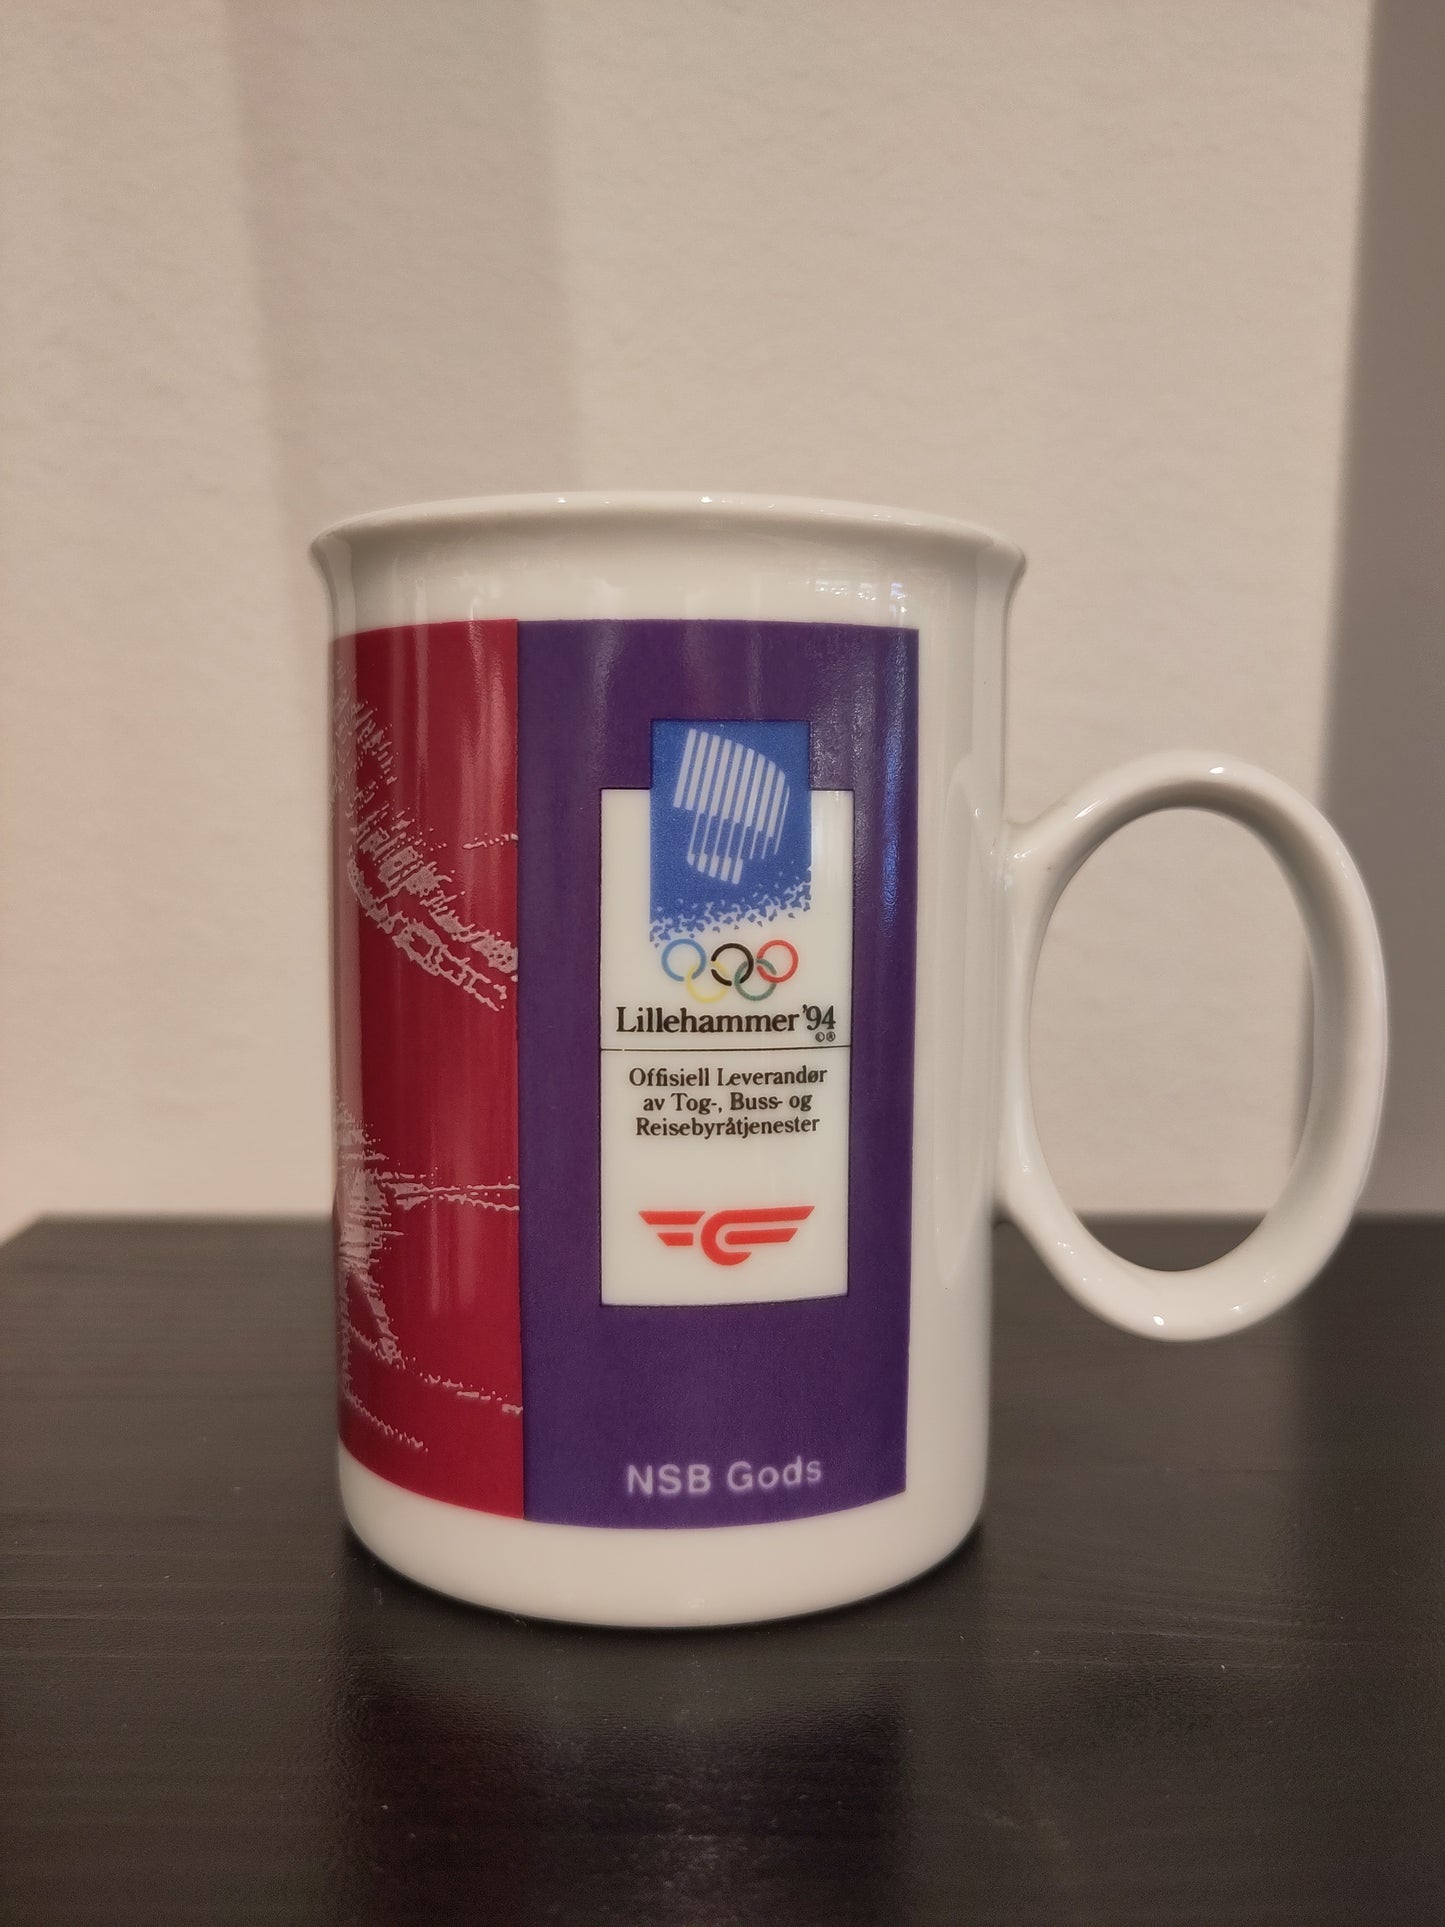 Lillehammer '94
©®
Offisiell Leverandør
av Tog-, Buss- og
Reisebyråtjenester
NSB Gods